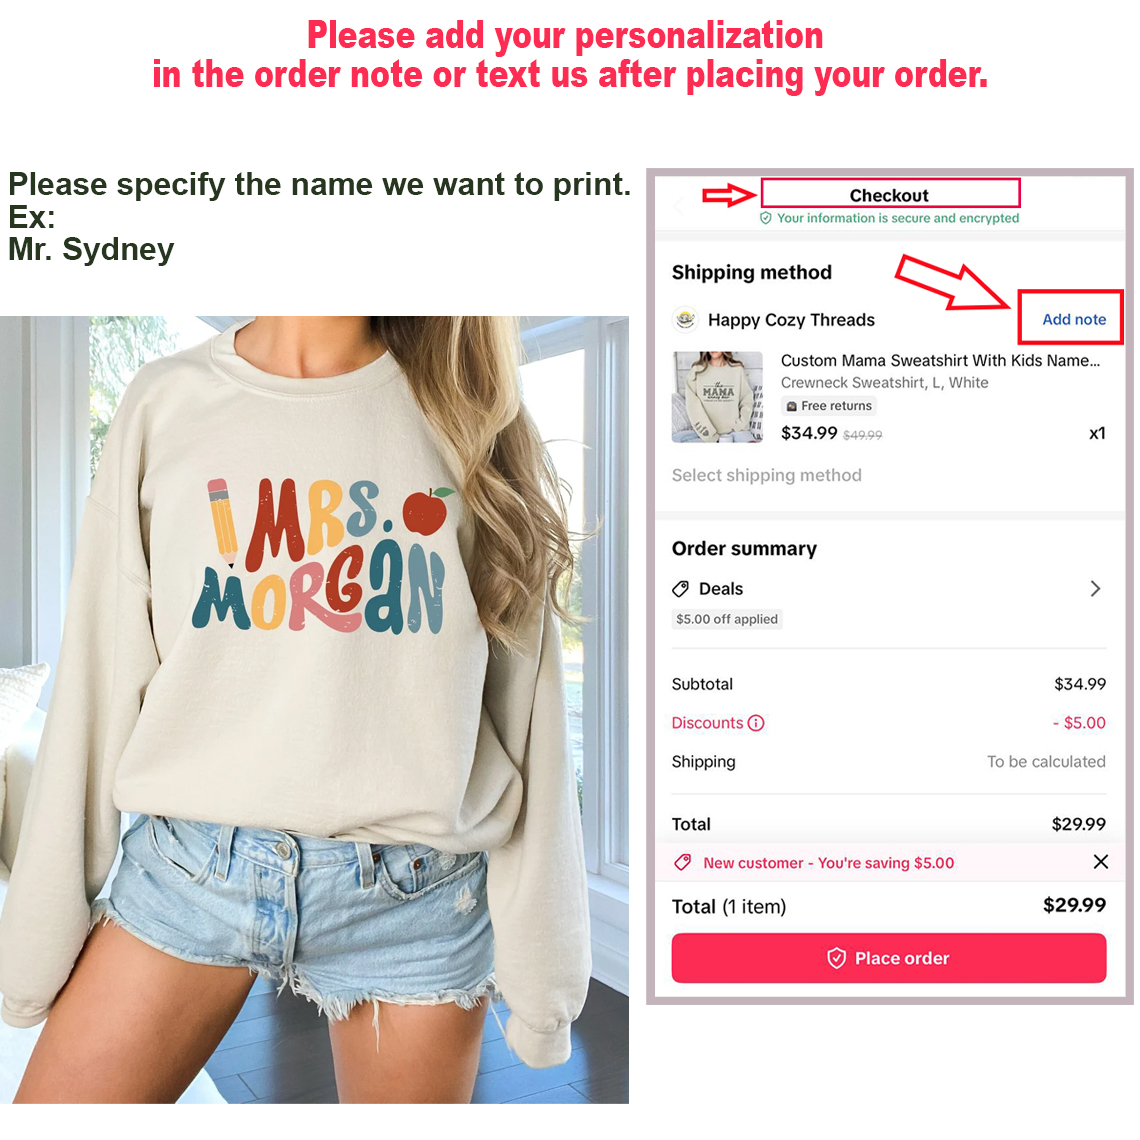 Please add your personalization
in the order note or text us after placing your order.
Please specify the name we want to print.
Ex:
Mr. Sydney
MRS.
MORGAN
Checkout
Your information is secure and encrypted
Shipping method
Happy Cozy Threads
Add note
Custom Mama Sweatshirt With Kids Name...
Crewneck Sweatshirt, L, White
Free returns
$34.99 $49.99 x1
Select shipping method
Order summary
Deals
$5.00 off applied
Subtotal $34.99
Discounts - $5.00
Shipping To be calculated
Total $29.99
New customer - You're saving $5.00
Total (1 item) $29.99
Place order
MAMA